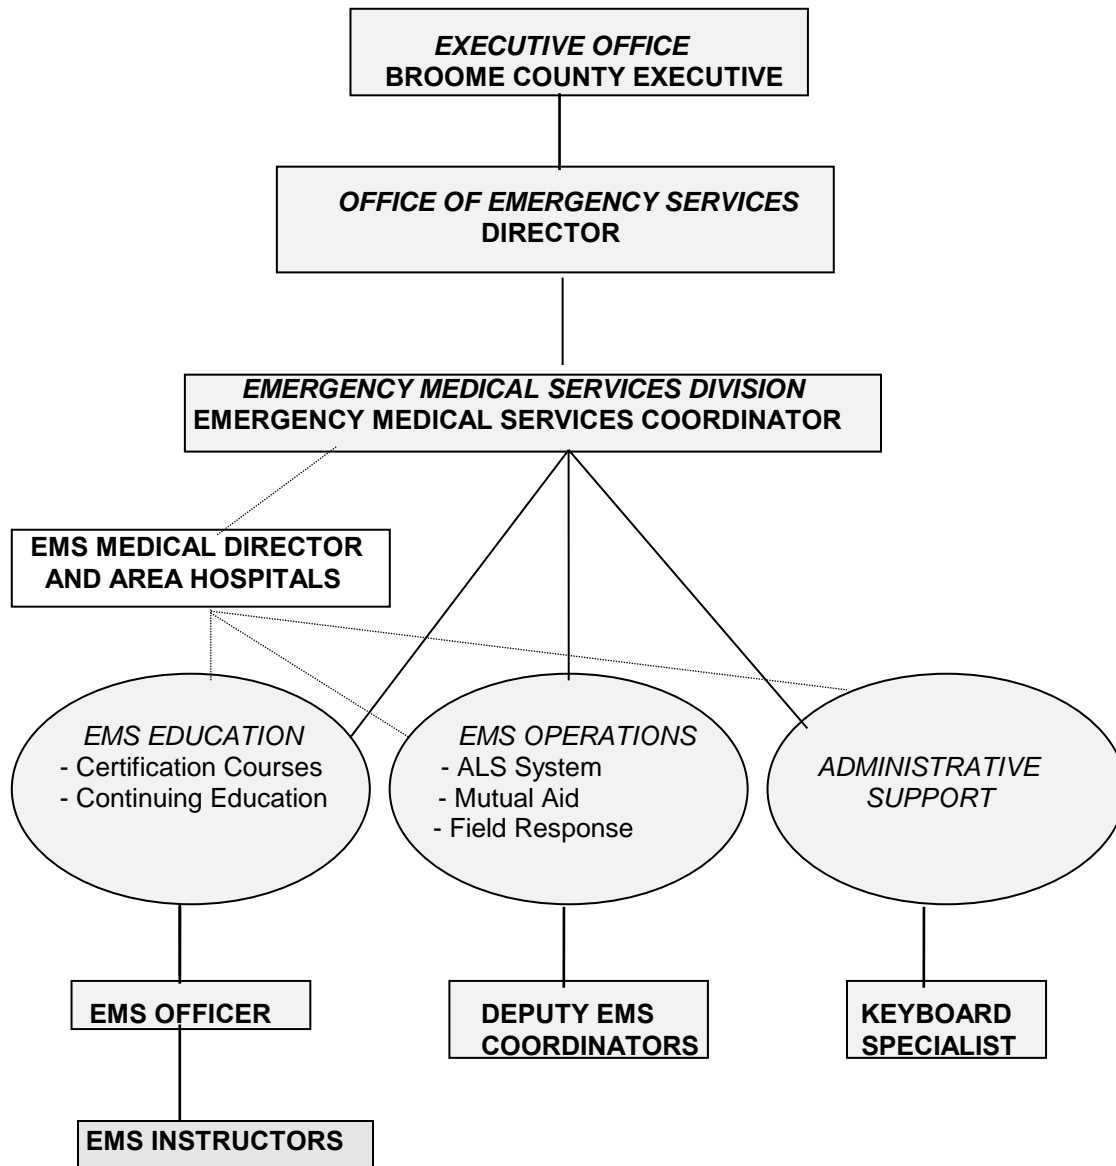 EXECUTIVE OFFICE
BROOME COUNTY EXECUTIVE
OFFICE OF EMERGENCY SERVICES
DIRECTOR
EMERGENCY MEDICAL SERVICES DIVISION
EMERGENCY MEDICAL SERVICES COORDINATOR
EMS MEDICAL DIRECTOR
AND AREA HOSPITALS
EMS EDUCATION
- Certification Courses
- Continuing Education
EMS OPERATIONS
- ALS System
- Mutual Aid
- Field Response
ADMINISTRATIVE
SUPPORT
EMS OFFICER
DEPUTY EMS
COORDINATORS
KEYBOARD
SPECIALIST
EMS INSTRUCTORS